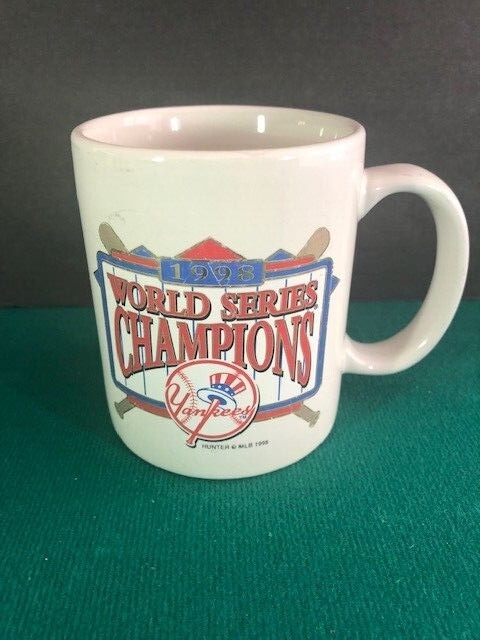 1998
WORLD SERIES
CHAMPIONS
Yankees
HUNTER © MLB 1998